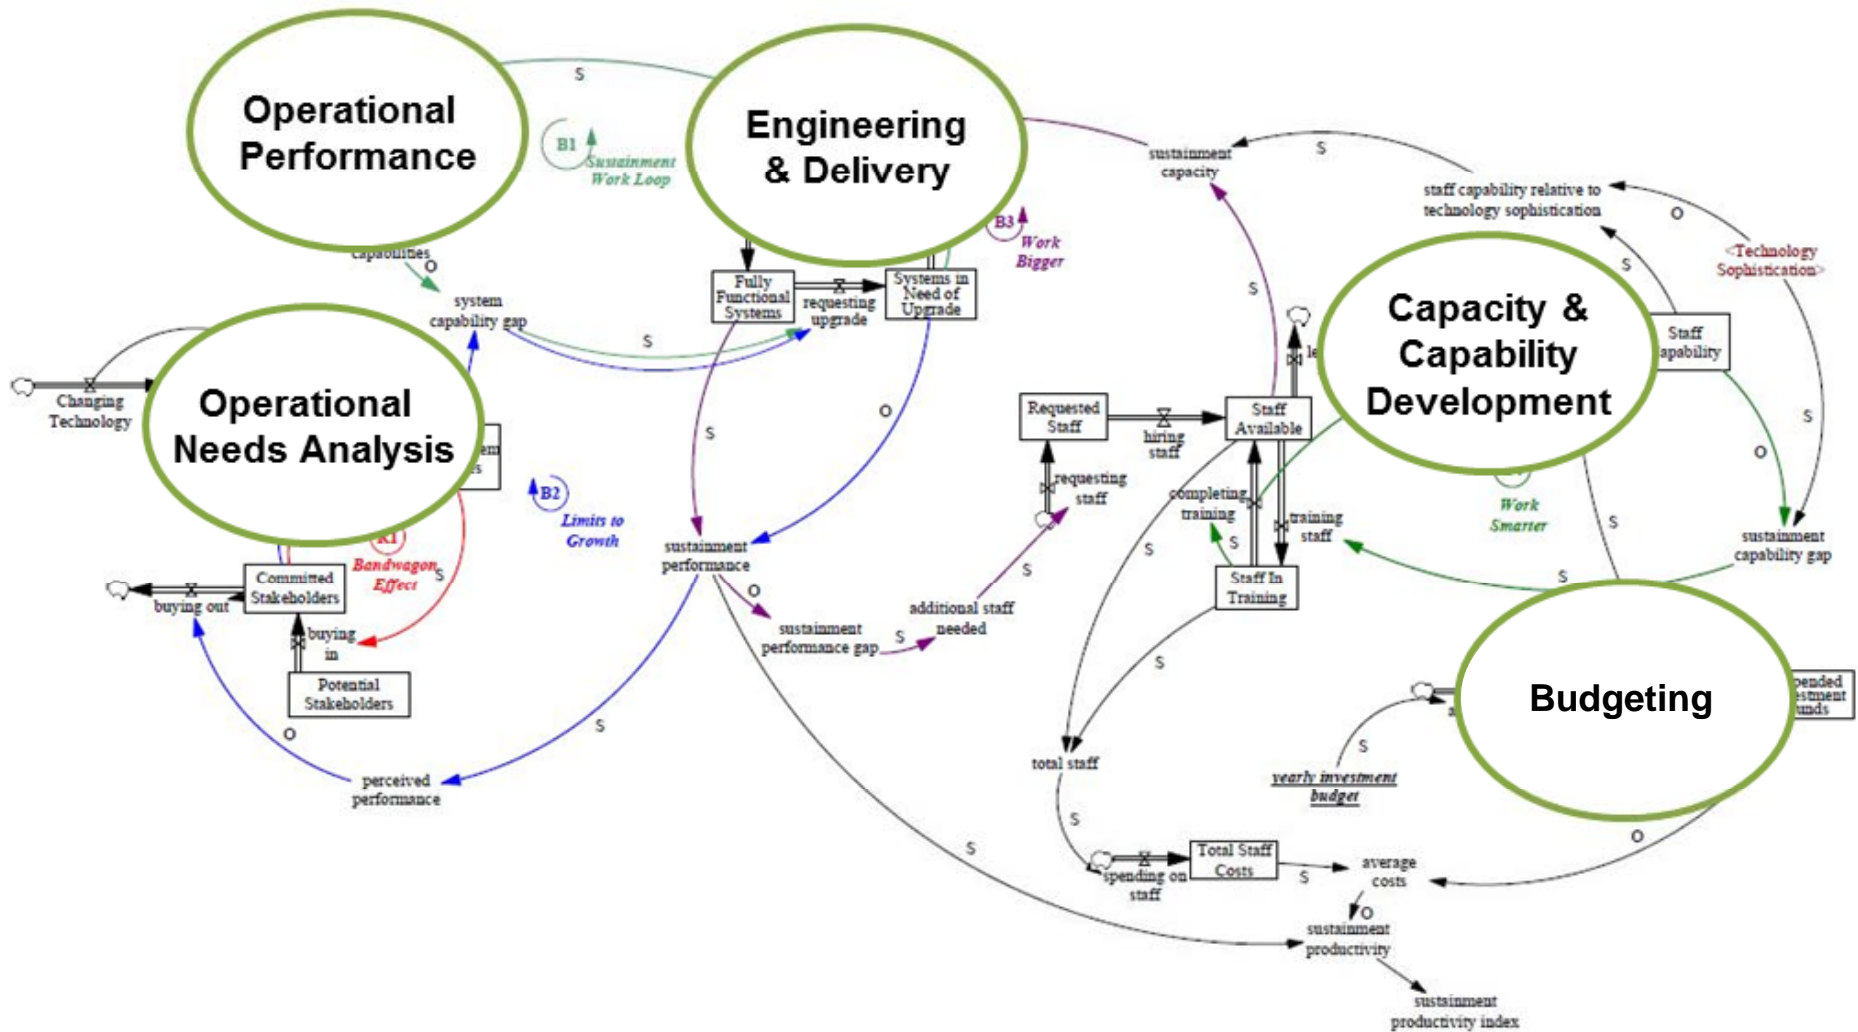 S
Operational
Performance
B1
Sustainment
Work Loop
Engineering
& Delivery
sustainment
capacity
S
staff capability relative to
technology sophistication
O
<Technology
Sophistication>
S
B3
Work
Bigger
capabilities
O
system
capability gap
Fully
Functional
Systems
requesting
upgrade
Systems in
Need of
Upgrade
S
S
Capacity &
Capability
Development
Staff
Changing
Technology
Operational
Needs Analysis
O
S
Requested
Staff
hiring
staff
Staff
Available
requesting
staff
completing
training
training
staff
S
O
S
B2
Limits to
Growth
Work
Smarter
S
sustainment
capability gap
Bandwagon
Effect
S
Committed
Stakeholders
buying out
buying
in
Potential
Stakeholders
sustainment
performance
O
sustainment
performance gap
S
additional staff
needed
S
S
S
Staff In
Training
S
S
Budgeting
O
perceived
performance
S
total staff
S
yearly investment
budget
S
S
spending on
staff
Total Staff
Costs
S
average
costs
O
O
sustainment
productivity
sustainment
productivity index